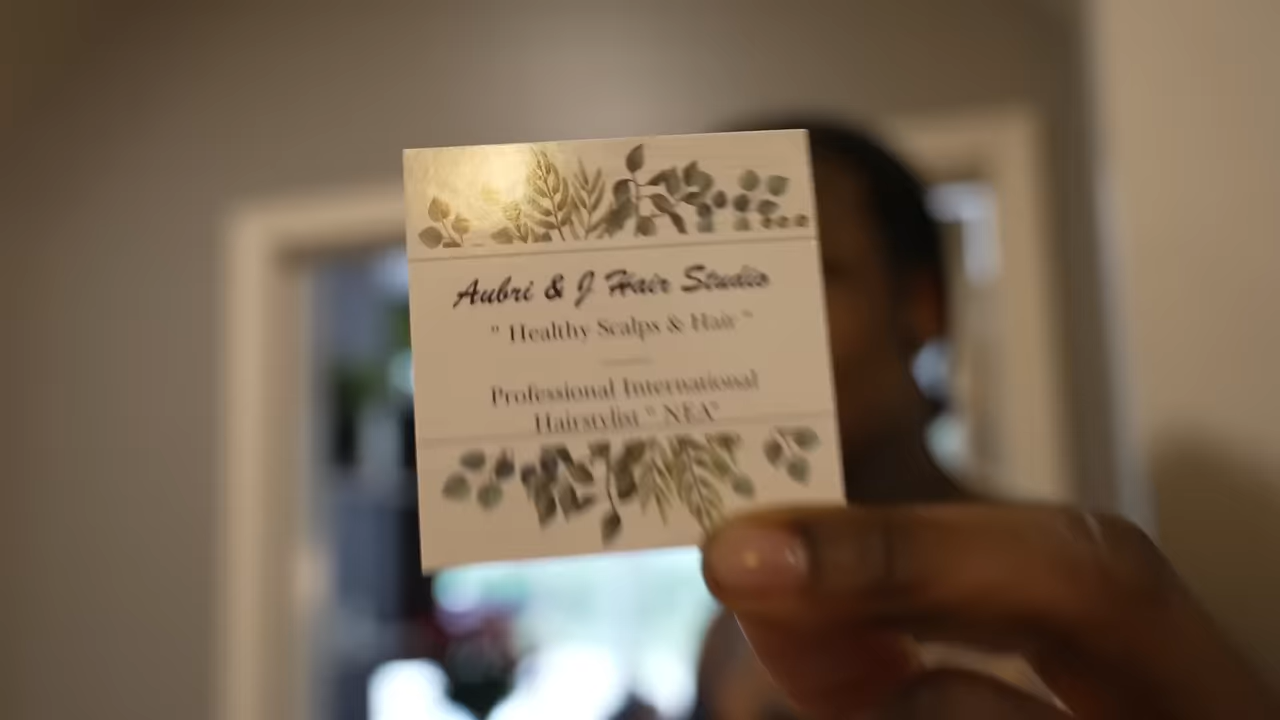 Aubri & J Hair Studio
" Healthy Scalps & Hair "
Professional International
Hairstylist " NEA"